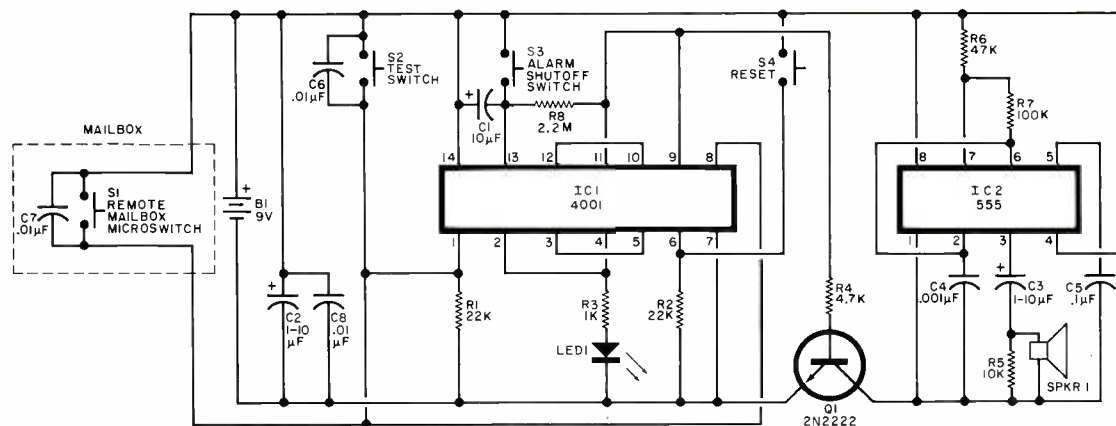 MAILBOX
C7
.01µF
S1
REMOTE
MAILBOX
MICROSWITCH
B1
9V
C2
1-10
µF
C8
.01
µF
C6
.01µF
S2
TEST
SWITCH
S3
ALARM
SHUTOFF
SWITCH
C1
10µF
R8
2.2M
S4
RESET
14 13 12 11 10 9 8
IC1
4001
1 2 3 4 5 6 7
R1
22K
R3
1K
LED1
R2
22K
R4
4.7K
Q1
2N2222
R6
47K
R7
100K
8 7 6 5
IC2
555
1 2 3 4
C4
.001µF
C3
1-10µF
C5
.1µF
R5
10K
SPKR 1